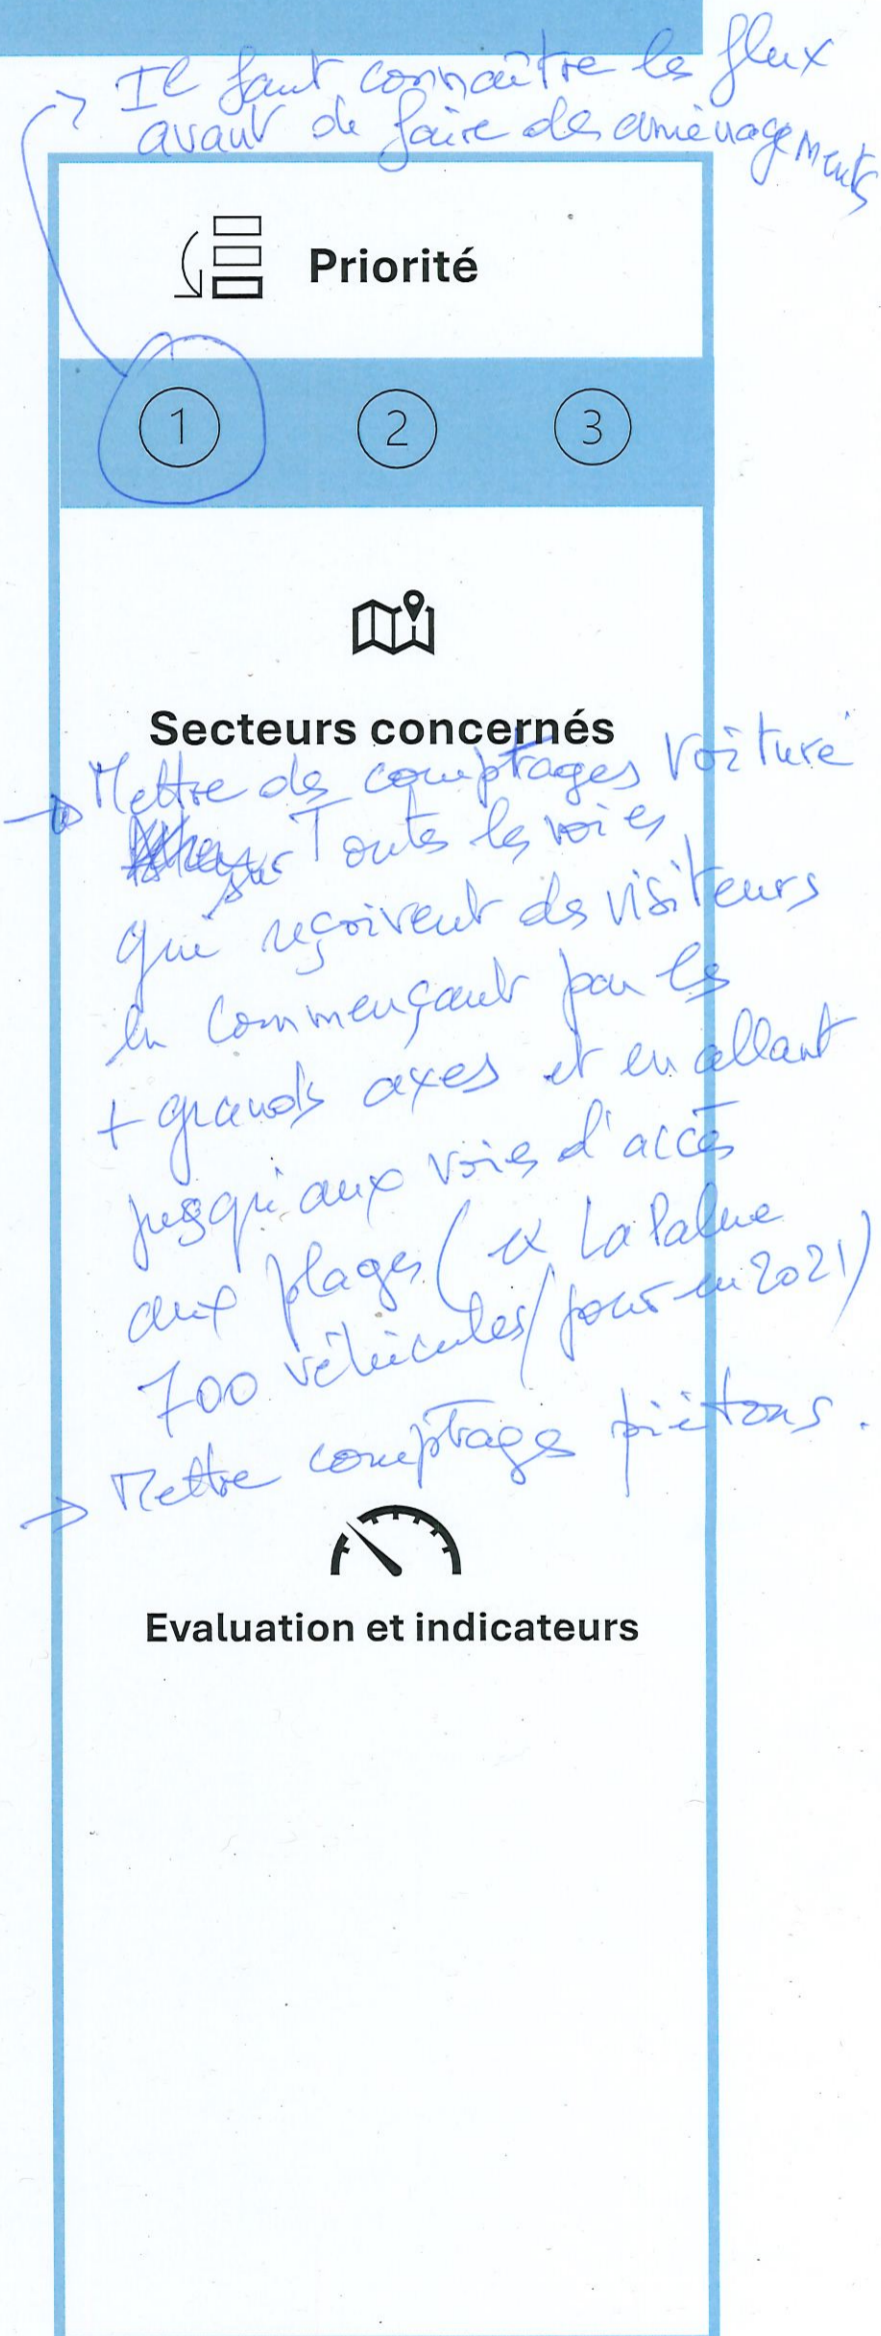 Il faut connaître les flux
avant de faire des aménagements
Priorité
1 2 3
Secteurs concernés
→ Mettre des comptages voiture
sur Toutes les voies
qui reçoivent des visiteurs
en commençant par les
+ grands axes et en allant
jusqu'aux voies d'accès
aux plages (ex La Palue
700 véhicules/jour en 2021)
→ Mettre comptages piétons.
Evaluation et indicateurs